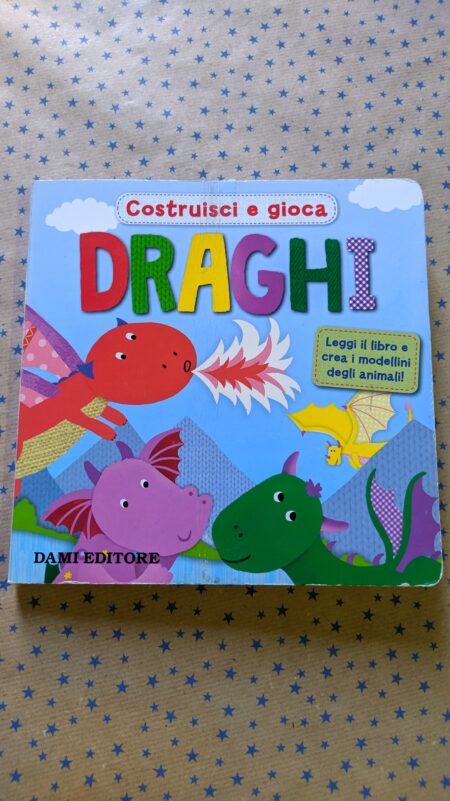 Costruisci e gioca
DRAGHI
Leggi il libro e
crea i modellini
degli animali!
DAMI EDITORE